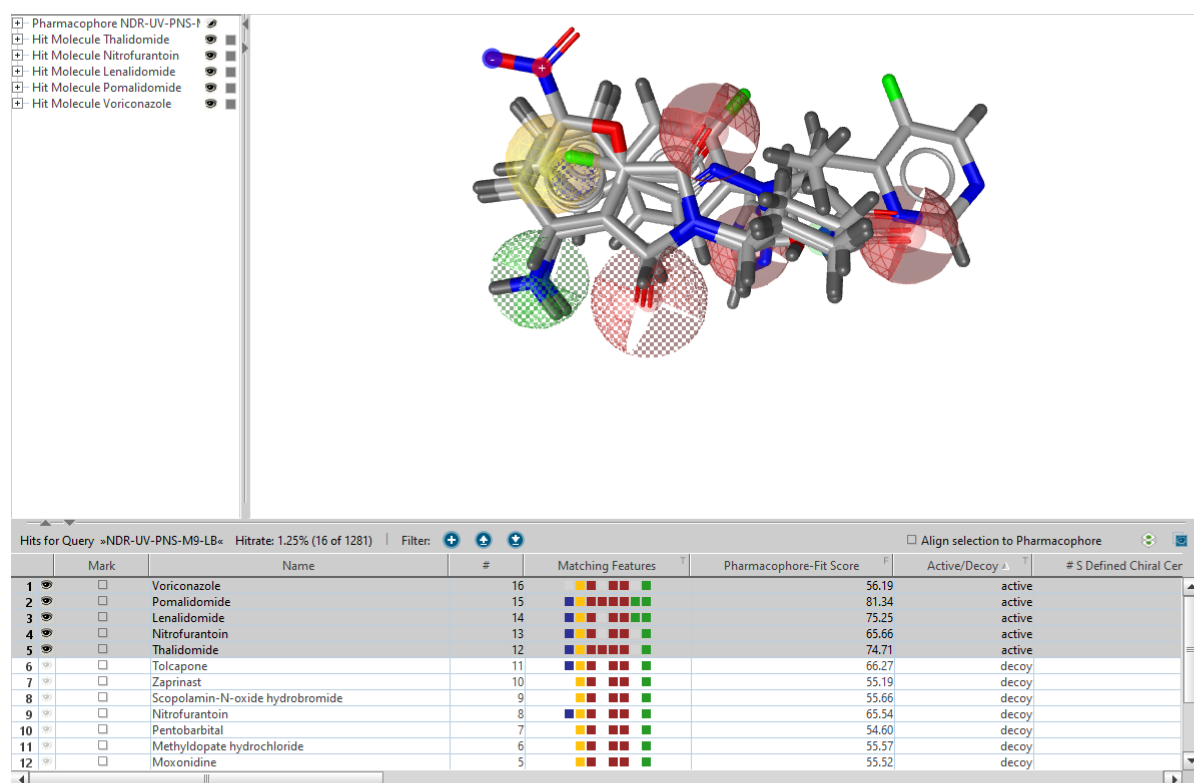 Pharmacophore NDR-UV-PNS-M
Hit Molecule Thalidomide
Hit Molecule Nitrofurantoin
Hit Molecule Lenalidomide
Hit Molecule Pomalidomide
Hit Molecule Voriconazole
+
Hits for Query »NDR-UV-PNS-M9-LB« Hitrate: 1.25% (16 of 1281) Filter: Align selection to Pharmacophore
Mark Name # Matching Features T Pharmacophore-Fit Score F Active/Decoy T # S Defined Chiral Cer
1 Voriconazole 16 56.19 active
2 Pomalidomide 15 81.34 active
3 Lenalidomide 14 75.25 active
4 Nitrofurantoin 13 65.66 active
5 Thalidomide 12 74.71 active
6 Tolcapone 11 66.27 decoy
7 Zaprinast 10 55.19 decoy
8 Scopolamin-N-oxide hydrobromide 9 55.66 decoy
9 Nitrofurantoin 8 65.54 decoy
10 Pentobarbital 7 54.60 decoy
11 Methyldopate hydrochloride 6 55.57 decoy
12 Moxonidine 5 55.52 decoy